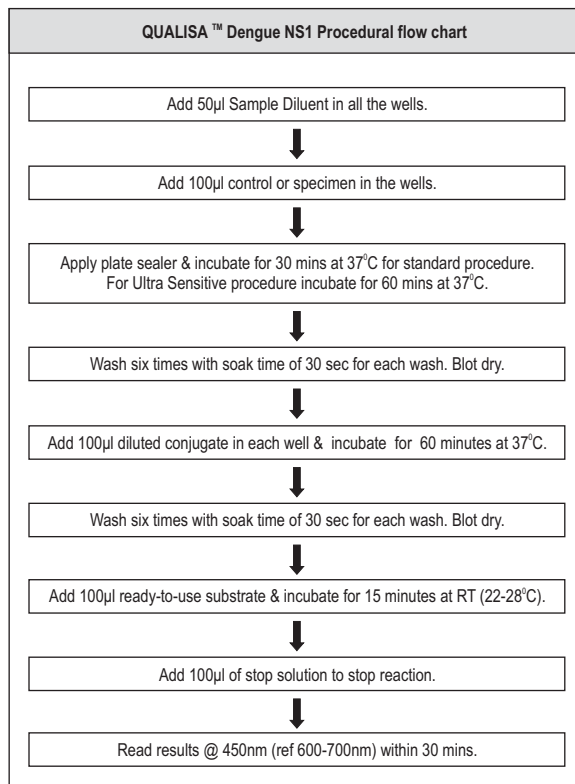 QUALISA ™ Dengue NS1 Procedural flow chart
Add 50µl Sample Diluent in all the wells.
Add 100µl control or specimen in the wells.
Apply plate sealer & incubate for 30 mins at 37⁰C for standard procedure.
For Ultra Sensitive procedure incubate for 60 mins at 37⁰C.
Wash six times with soak time of 30 sec for each wash. Blot dry.
Add 100µl diluted conjugate in each well & incubate for 60 minutes at 37⁰C.
Wash six times with soak time of 30 sec for each wash. Blot dry.
Add 100µl ready-to-use substrate & incubate for 15 minutes at RT (22-28⁰C).
Add 100µl of stop solution to stop reaction.
Read results @ 450nm (ref 600-700nm) within 30 mins.